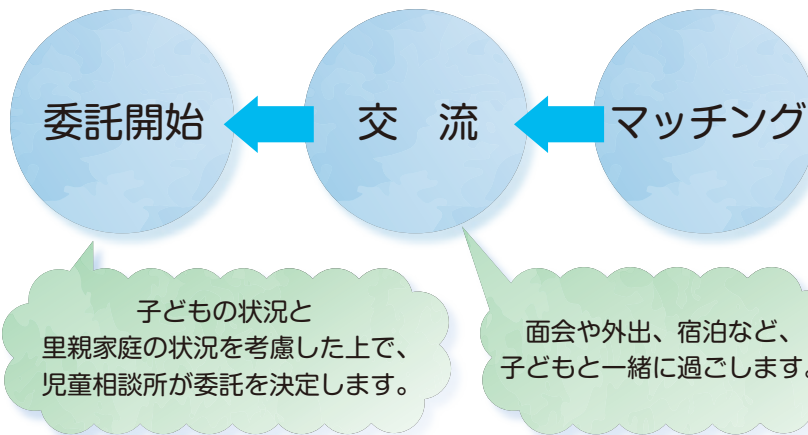 委託開始
交　流
マッチング
子どもの状況と
里親家庭の状況を考慮した上で、
児童相談所が委託を決定します。
面会や外出、宿泊など、
子どもと一緒に過ごします。